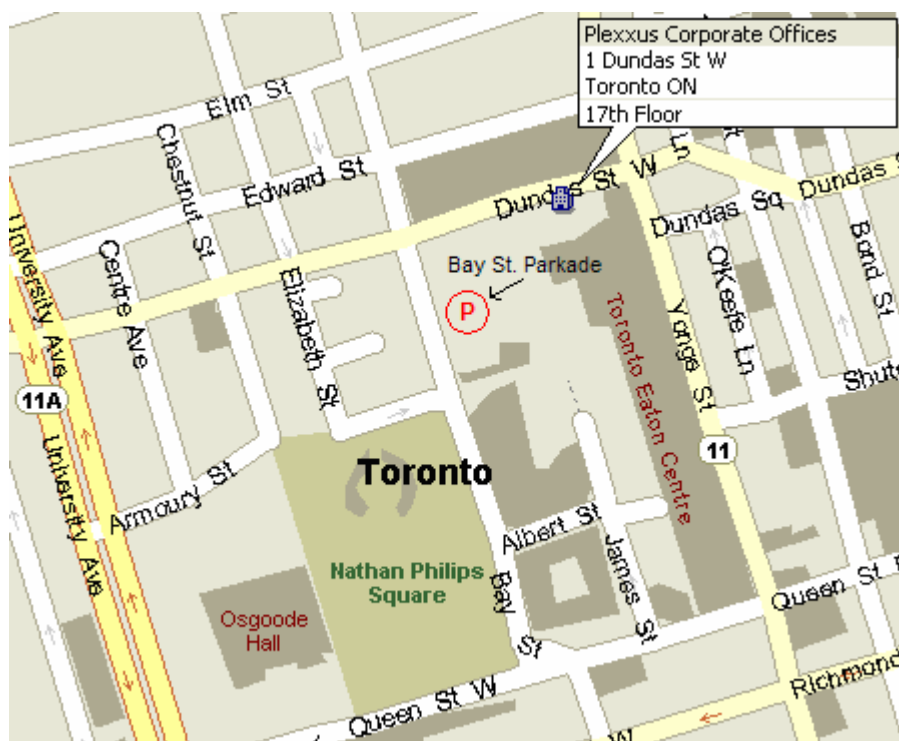 Plexxus Corporate Offices
1 Dundas St W
Toronto ON
17th Floor
Elm St
Chestnut St
Edward St
Dundas St W
Ln
Dundas Sq
Dundas S
University Ave
Centre Ave
Elizabeth St
Bay St. Parkade
P
Toronto Eaton Centre
Yonge St
O'Keefe Ln
Bond St
Shute
11A
11
University Ave
Armoury St
Toronto
Nathan Philips
Square
Osgoode
Hall
Albert St
James St
Bay St
Queen St
Queen St W
Richmond
W